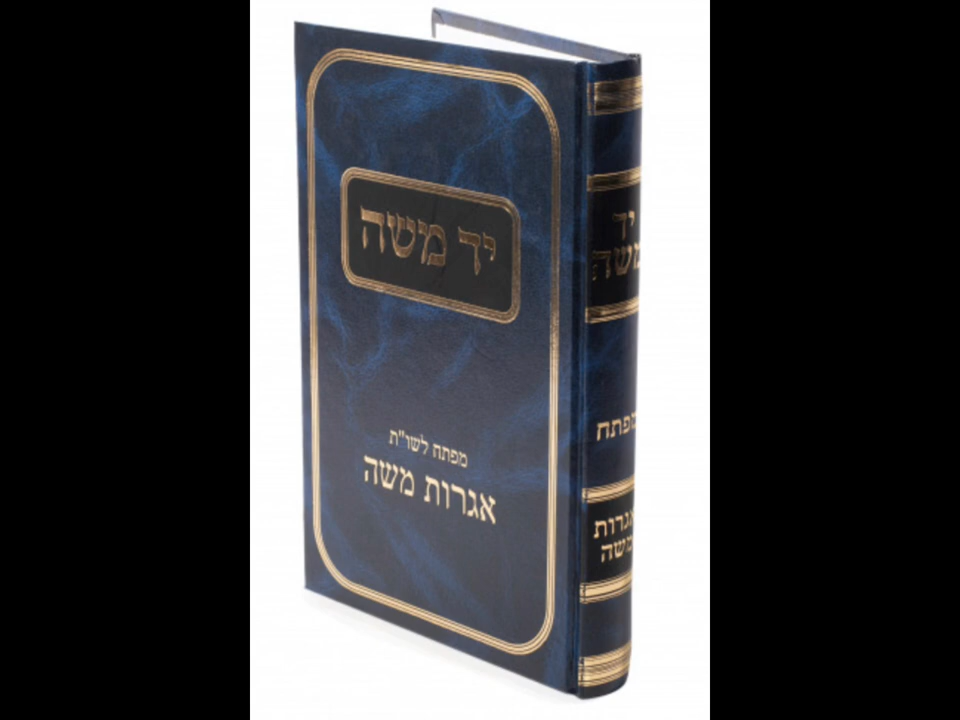 יד משה
מפתח לשו"ת
אגרות משה
יד
משה
מפתח
אגרות
משה